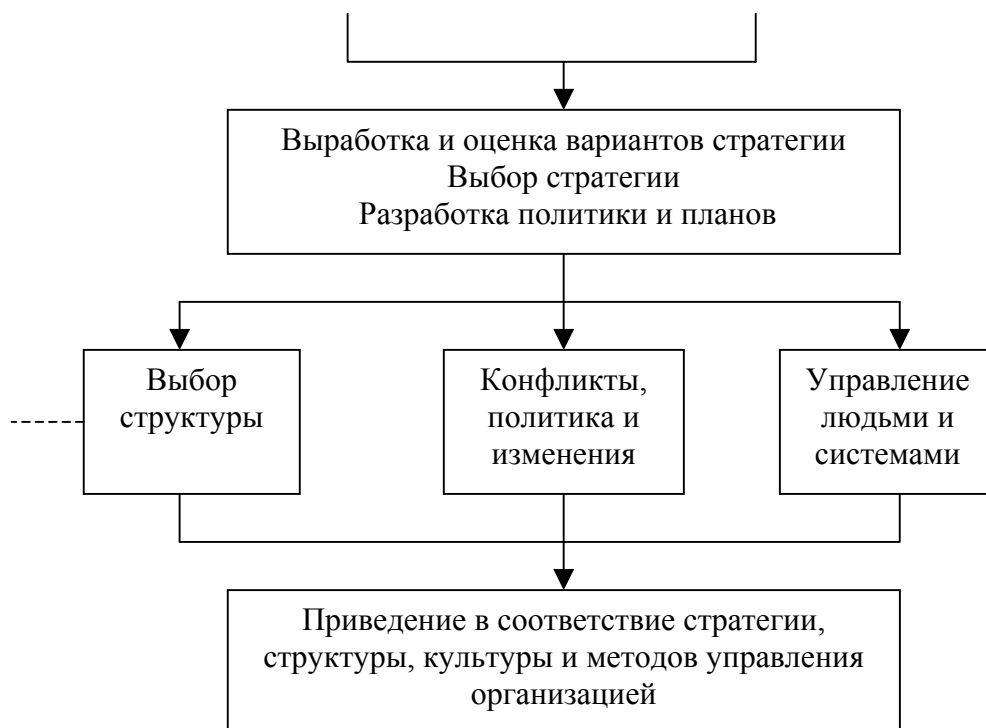 Выработка и оценка вариантов стратегии
Выбор стратегии
Разработка политики и планов
Выбор
структуры
Конфликты,
политика и
изменения
Управление
людьми и
системами
Приведение в соответствие стратегии,
структуры, культуры и методов управления
организацией